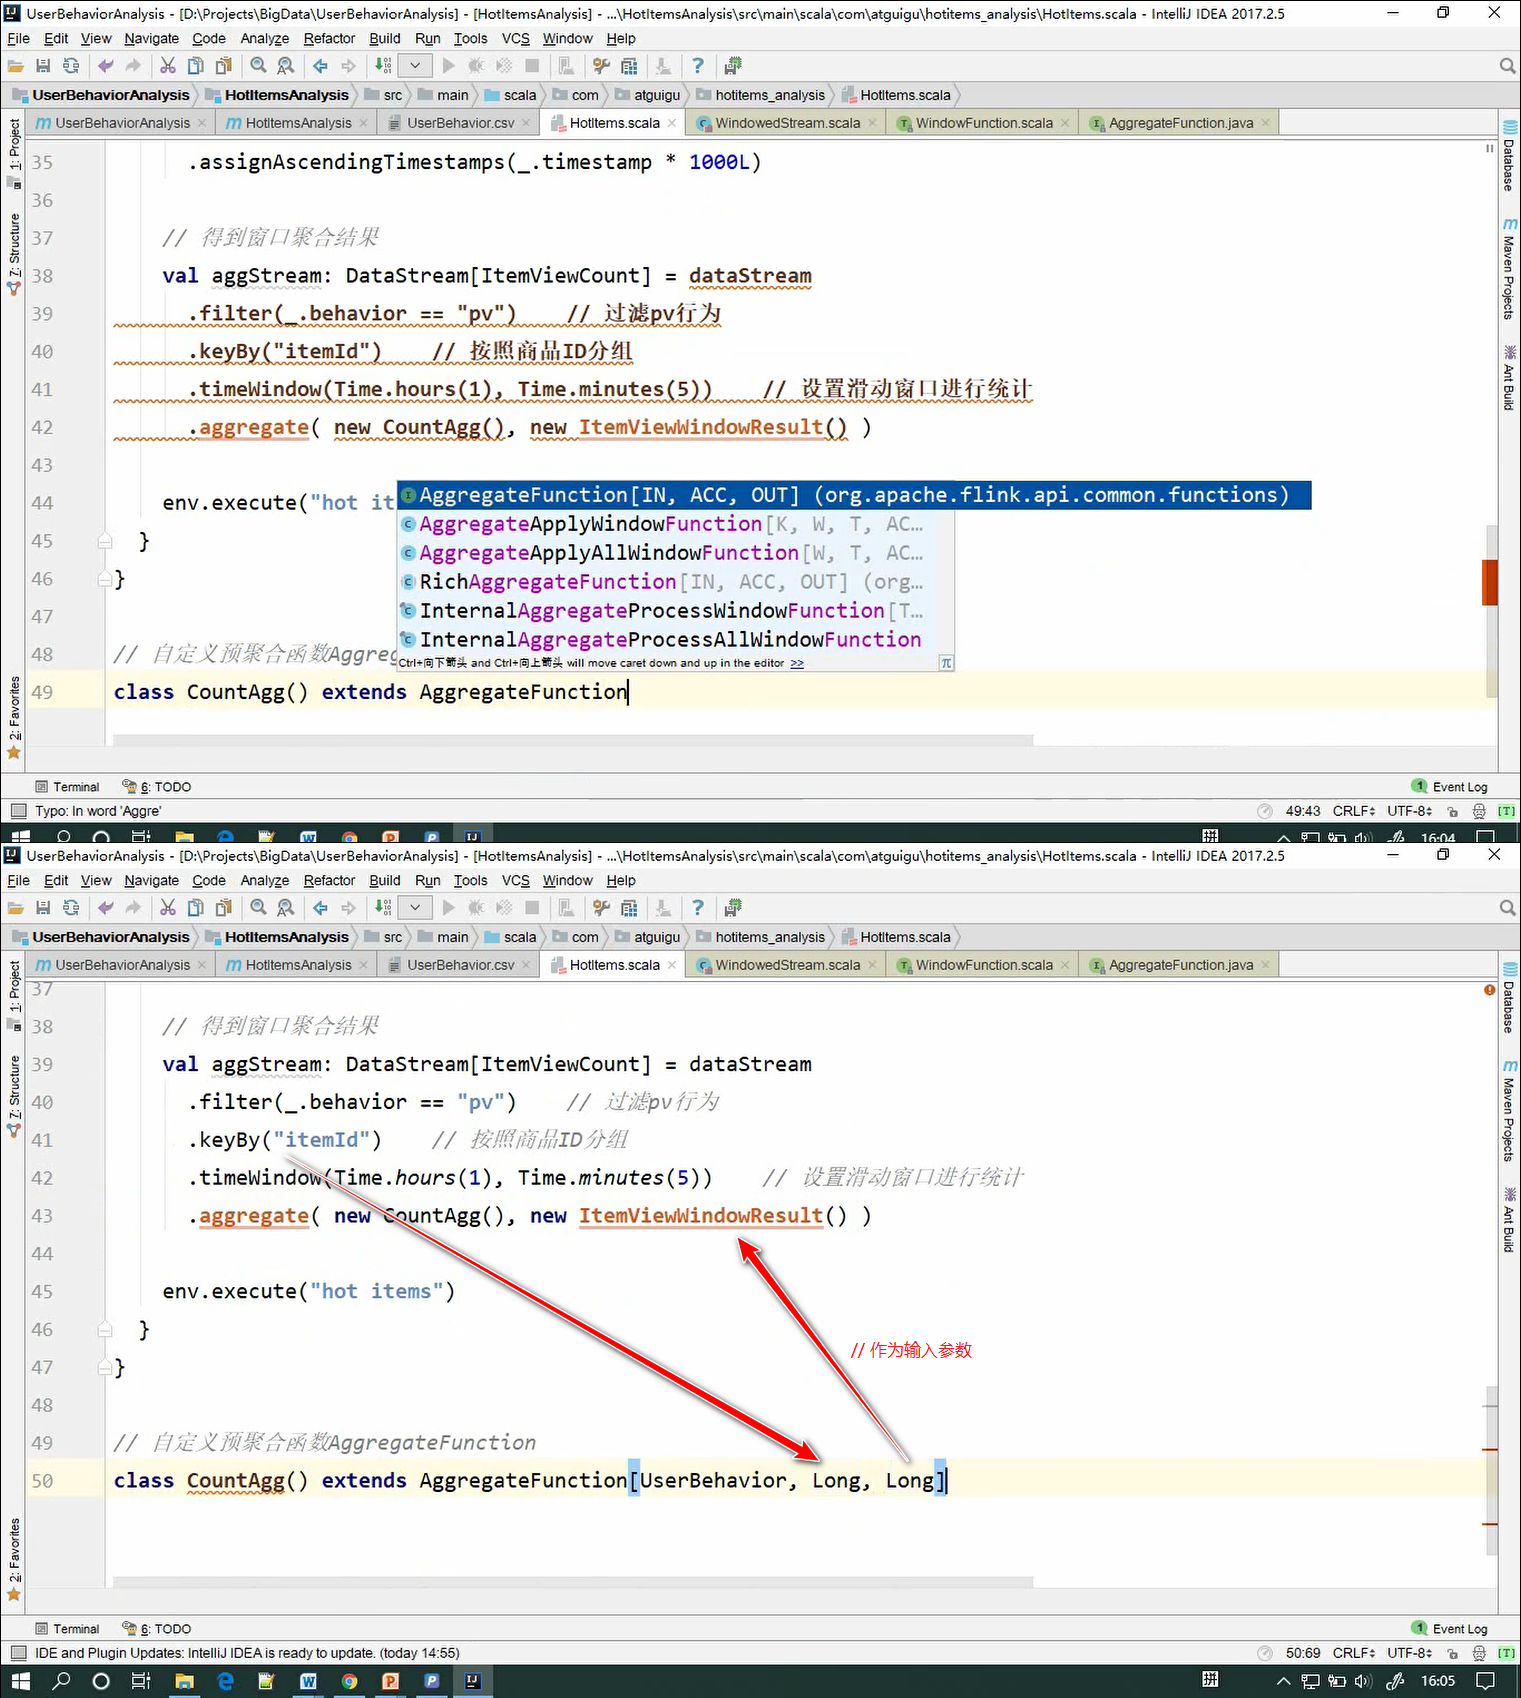 UserBehaviorAnalysis - [D:\Projects\BigData\UserBehaviorAnalysis] - [HotItemsAnalysis] - ...\HotItemsAnalysis\src\main\scala\com\atguigu\hotitems_analysis\HotItems.scala - IntelliJ IDEA 2017.2.5
File Edit View Navigate Code Analyze Refactor Build Run Tools VCS Window Help
UserBehaviorAnalysis HotItemsAnalysis src main scala com atguigu hotitems_analysis HotItems.scala
UserBehaviorAnalysis HotItemsAnalysis UserBehavior.csv HotItems.scala WindowedStream.scala WindowFunction.scala AggregateFunction.java
1: Project
7: Structure
2: Favorites
Database
Maven Projects
Ant Build
35 .assignAscendingTimestamps(_.timestamp * 1000L)
36
37 // 得到窗口聚合结果
38 val aggStream: DataStream[ItemViewCount] = dataStream
39 .filter(_.behavior == "pv") // 过滤pv行为
40 .keyBy("itemId") // 按照商品ID分组
41 .timeWindow(Time.hours(1), Time.minutes(5)) // 设置滑动窗口进行统计
42 .aggregate( new CountAgg(), new ItemViewWindowResult() )
43
44 env.execute("hot it
AggregateFunction[IN, ACC, OUT] (org.apache.flink.api.common.functions)
AggregateApplyWindowFunction[K, W, T, AC...
AggregateApplyAllWindowFunction[W, T, AC...
RichAggregateFunction[IN, ACC, OUT] (org...
InternalAggregateProcessWindowFunction[T...
InternalAggregateProcessAllWindowFunction
Ctrl+向下箭头 and Ctrl+向上箭头 will move caret down and up in the editor >> π
45 }
46 }
47
48 // 自定义预聚合函数Aggreg
49 class CountAgg() extends AggregateFunction
Terminal 6: TODO 1 Event Log
Typo: In word 'Aggre' 49:43 CRLF UTF-8 [T]
拼 16:04
UserBehaviorAnalysis - [D:\Projects\BigData\UserBehaviorAnalysis] - [HotItemsAnalysis] - ...\HotItemsAnalysis\src\main\scala\com\atguigu\hotitems_analysis\HotItems.scala - IntelliJ IDEA 2017.2.5
File Edit View Navigate Code Analyze Refactor Build Run Tools VCS Window Help
UserBehaviorAnalysis HotItemsAnalysis src main scala com atguigu hotitems_analysis HotItems.scala
UserBehaviorAnalysis HotItemsAnalysis UserBehavior.csv HotItems.scala WindowedStream.scala WindowFunction.scala AggregateFunction.java
1: Project
7: Structure
2: Favorites
Database
Maven Projects
Ant Build
37
38 // 得到窗口聚合结果
39 val aggStream: DataStream[ItemViewCount] = dataStream
40 .filter(_.behavior == "pv") // 过滤pv行为
41 .keyBy("itemId") // 按照商品ID分组
42 .timeWindow(Time.hours(1), Time.minutes(5)) // 设置滑动窗口进行统计
43 .aggregate( new CountAgg(), new ItemViewWindowResult() )
44
45 env.execute("hot items")
46 }
// 作为输入参数
47 }
48
49 // 自定义预聚合函数AggregateFunction
50 class CountAgg() extends AggregateFunction[UserBehavior, Long, Long]
Terminal 6: TODO 1 Event Log
IDE and Plugin Updates: IntelliJ IDEA is ready to update. (today 14:55) 50:69 CRLF UTF-8 [T]
拼 16:05